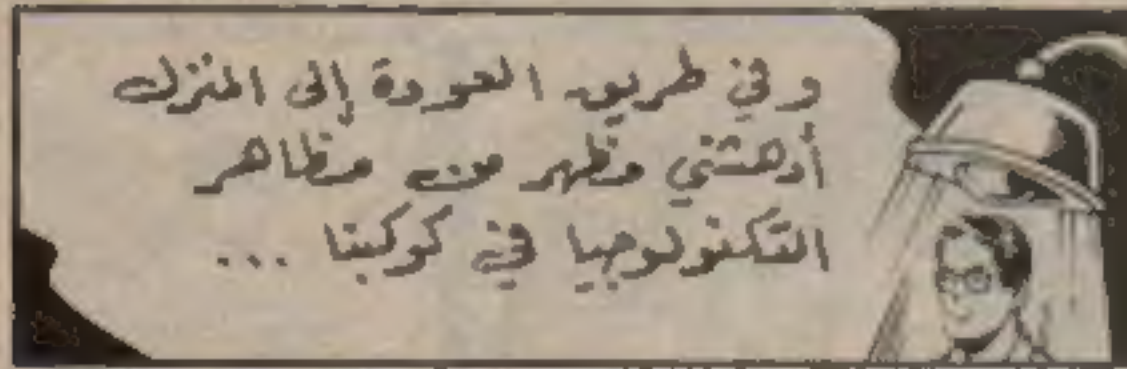 وفي طريق العودة إلى المنزل
أدهشني مظهر من مظاهر
التكنولوجيا في كوكبنا ...